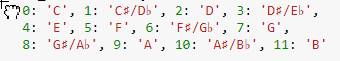 0: 'C', 1: 'C♯/D♭', 2: 'D', 3: 'D♯/E♭',
4: 'E', 5: 'F', 6: 'F♯/G♭', 7: 'G',
8: 'G♯/A♭', 9: 'A', 10: 'A♯/B♭', 11: 'B'